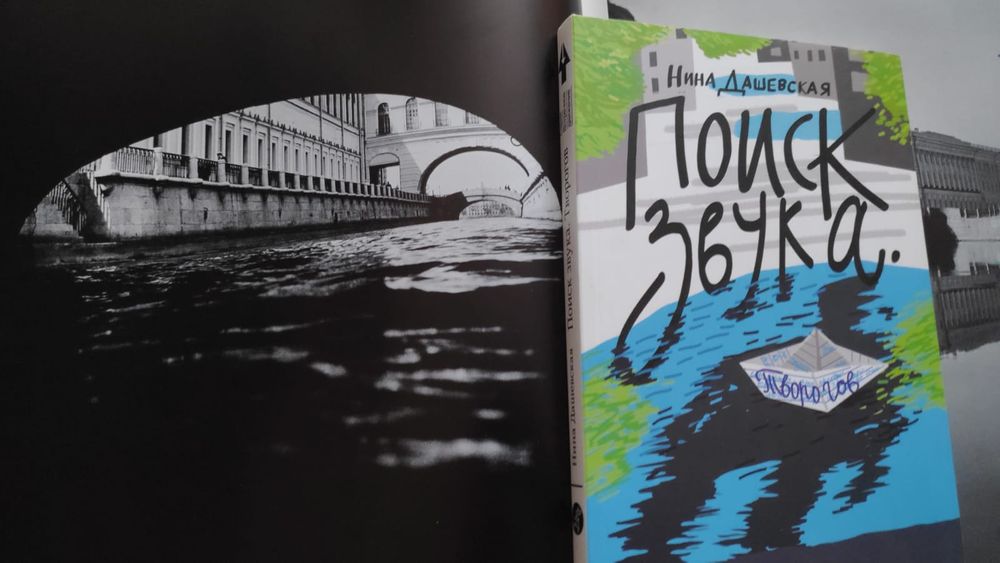 Нина Дашевская
Поиск
звука.
Творогов
Нина Дашевская Поиск звука. Творогов